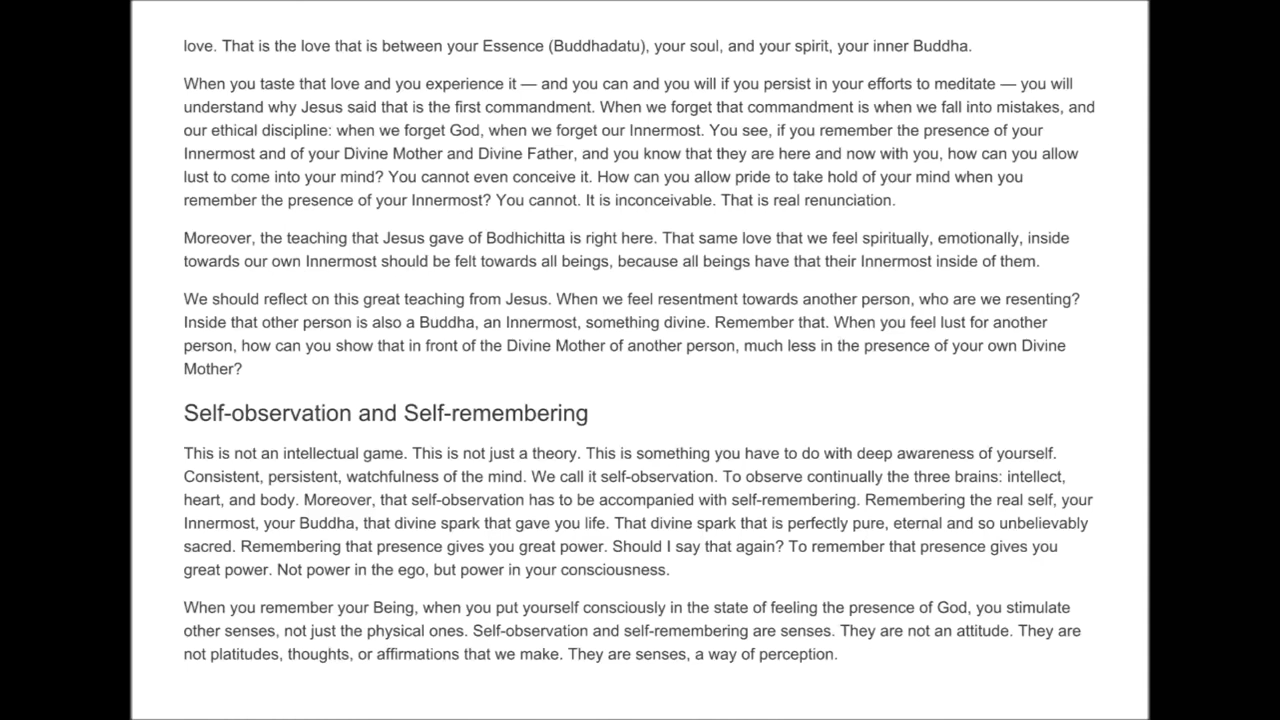 love. That is the love that is between your Essence (Buddhadatu), your soul, and your spirit, your inner Buddha.
When you taste that love and you experience it — and you can and you will if you persist in your efforts to meditate — you will
understand why Jesus said that is the first commandment. When we forget that commandment is when we fall into mistakes, and
our ethical discipline: when we forget God, when we forget our Innermost. You see, if you remember the presence of your
Innermost and of your Divine Mother and Divine Father, and you know that they are here and now with you, how can you allow
lust to come into your mind? You cannot even conceive it. How can you allow pride to take hold of your mind when you
remember the presence of your Innermost? You cannot. It is inconceivable. That is real renunciation.
Moreover, the teaching that Jesus gave of Bodhichitta is right here. That same love that we feel spiritually, emotionally, inside
towards our own Innermost should be felt towards all beings, because all beings have that their Innermost inside of them.
We should reflect on this great teaching from Jesus. When we feel resentment towards another person, who are we resenting?
Inside that other person is also a Buddha, an Innermost, something divine. Remember that. When you feel lust for another
person, how can you show that in front of the Divine Mother of another person, much less in the presence of your own Divine
Mother?
Self-observation and Self-remembering
This is not an intellectual game. This is not just a theory. This is something you have to do with deep awareness of yourself.
Consistent, persistent, watchfulness of the mind. We call it self-observation. To observe continually the three brains: intellect,
heart, and body. Moreover, that self-observation has to be accompanied with self-remembering. Remembering the real self, your
Innermost, your Buddha, that divine spark that gave you life. That divine spark that is perfectly pure, eternal and so unbelievably
sacred. Remembering that presence gives you great power. Should I say that again? To remember that presence gives you
great power. Not power in the ego, but power in your consciousness.
When you remember your Being, when you put yourself consciously in the state of feeling the presence of God, you stimulate
other senses, not just the physical ones. Self-observation and self-remembering are senses. They are not an attitude. They are
not platitudes, thoughts, or affirmations that we make. They are senses, a way of perception.